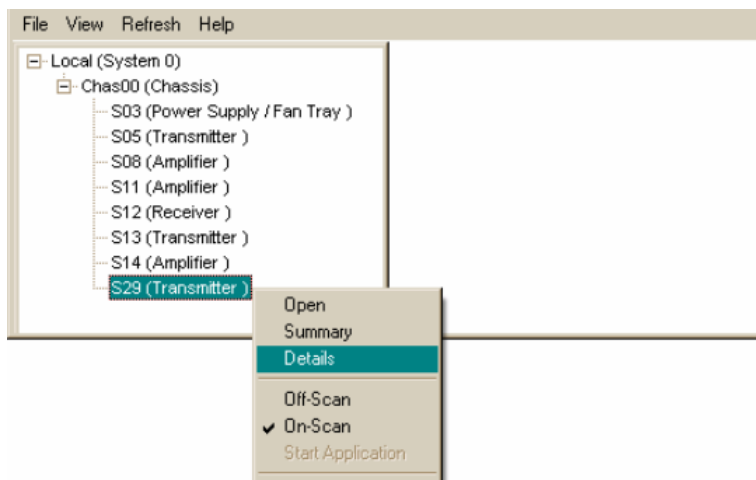 File View Refresh Help
Local (System 0)
Chas00 (Chassis)
S03 (Power Supply / Fan Tray )
S05 (Transmitter )
S08 (Amplifier )
S11 (Amplifier )
S12 (Receiver )
S13 (Transmitter )
S14 (Amplifier )
S29 (Transmitter )
Open
Summary
Details
Off-Scan
On-Scan
Start Application